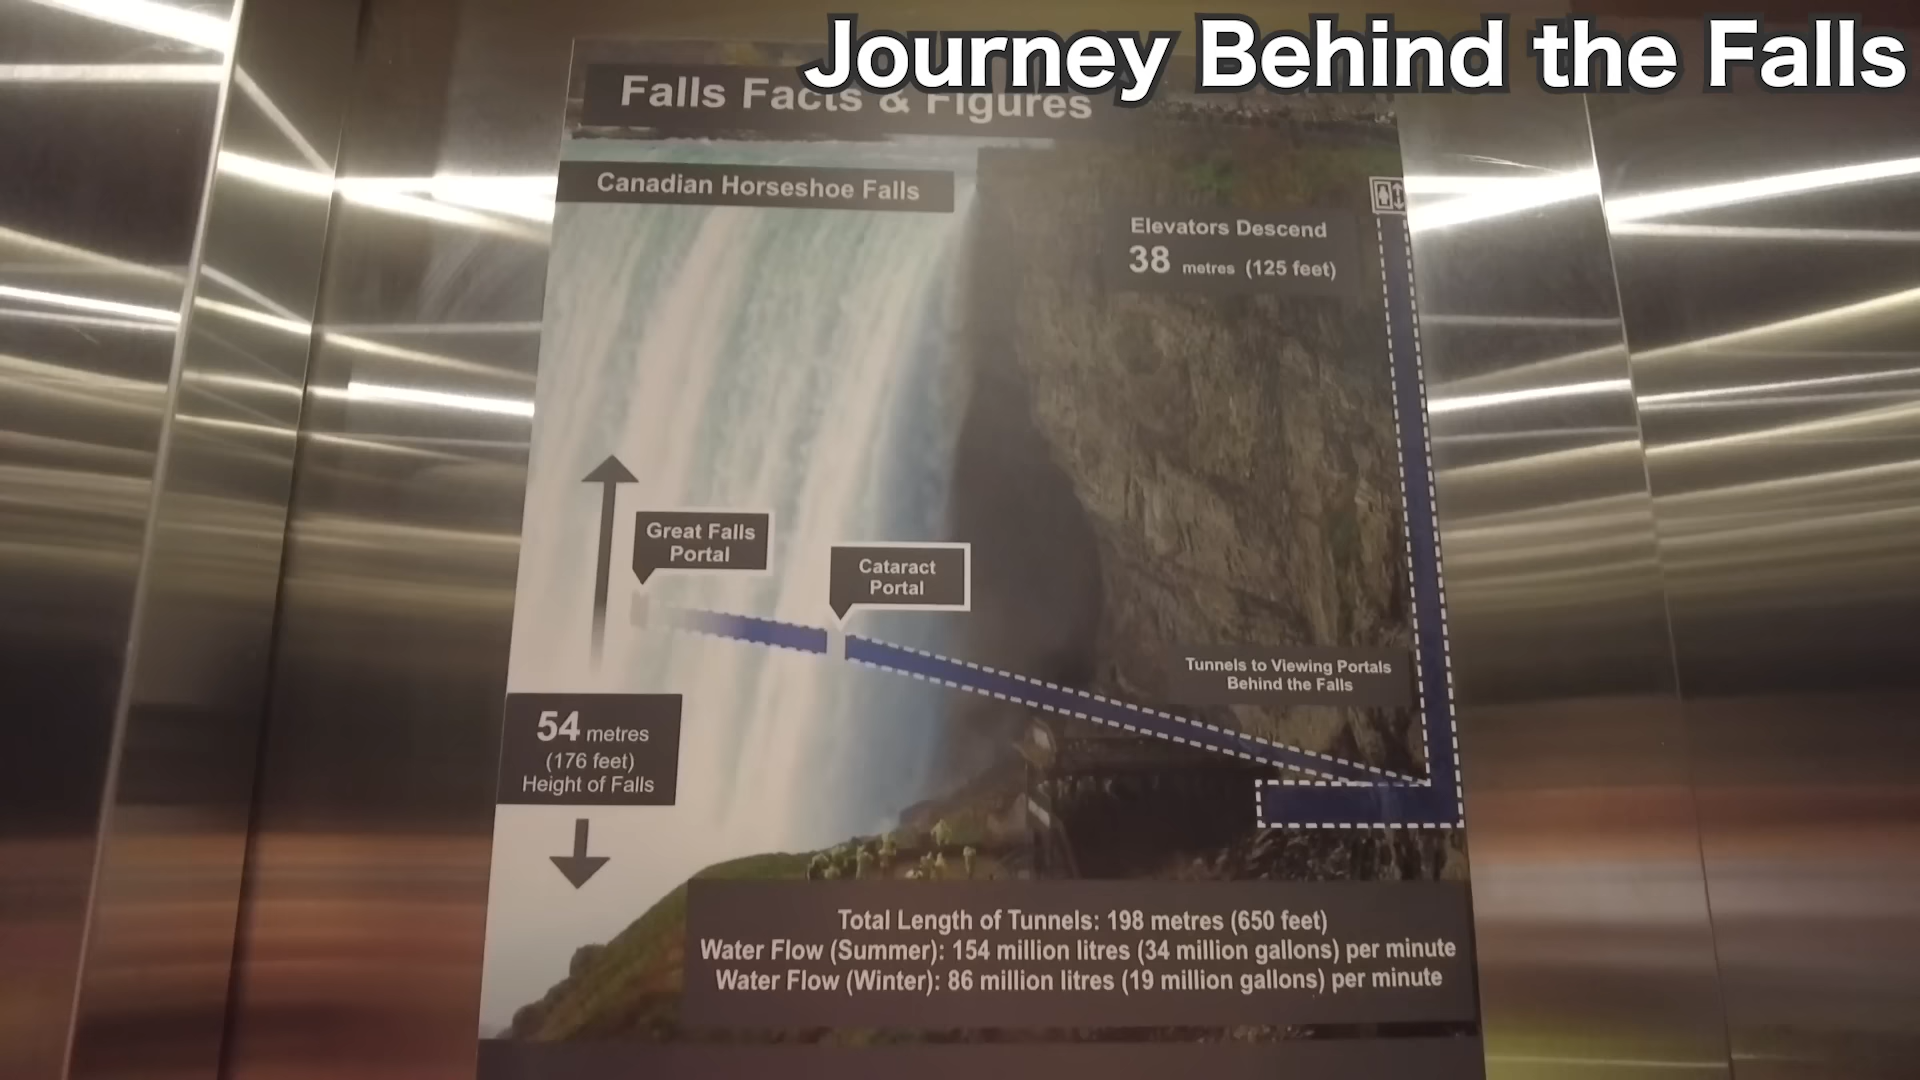 Journey Behind the Falls
Falls Facts & Figures
Canadian Horseshoe Falls
Elevators Descend
38 metres (125 feet)
Great Falls
Portal
Cataract
Portal
Tunnels to Viewing Portals
Behind the Falls
54 metres
(176 feet)
Height of Falls
Total Length of Tunnels: 198 metres (650 feet)
Water Flow (Summer): 154 million litres (34 million gallons) per minute
Water Flow (Winter): 86 million litres (19 million gallons) per minute